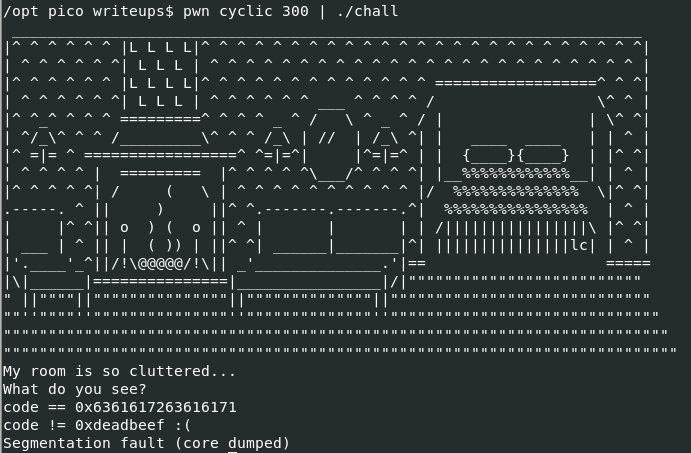 /opt pico writeups$ pwn cyclic 300 | ./chall
lc
My room is so cluttered...
What do you see?
code == 0x6361617263616171
code != 0xdeadbeef :(
Segmentation fault (core dumped)